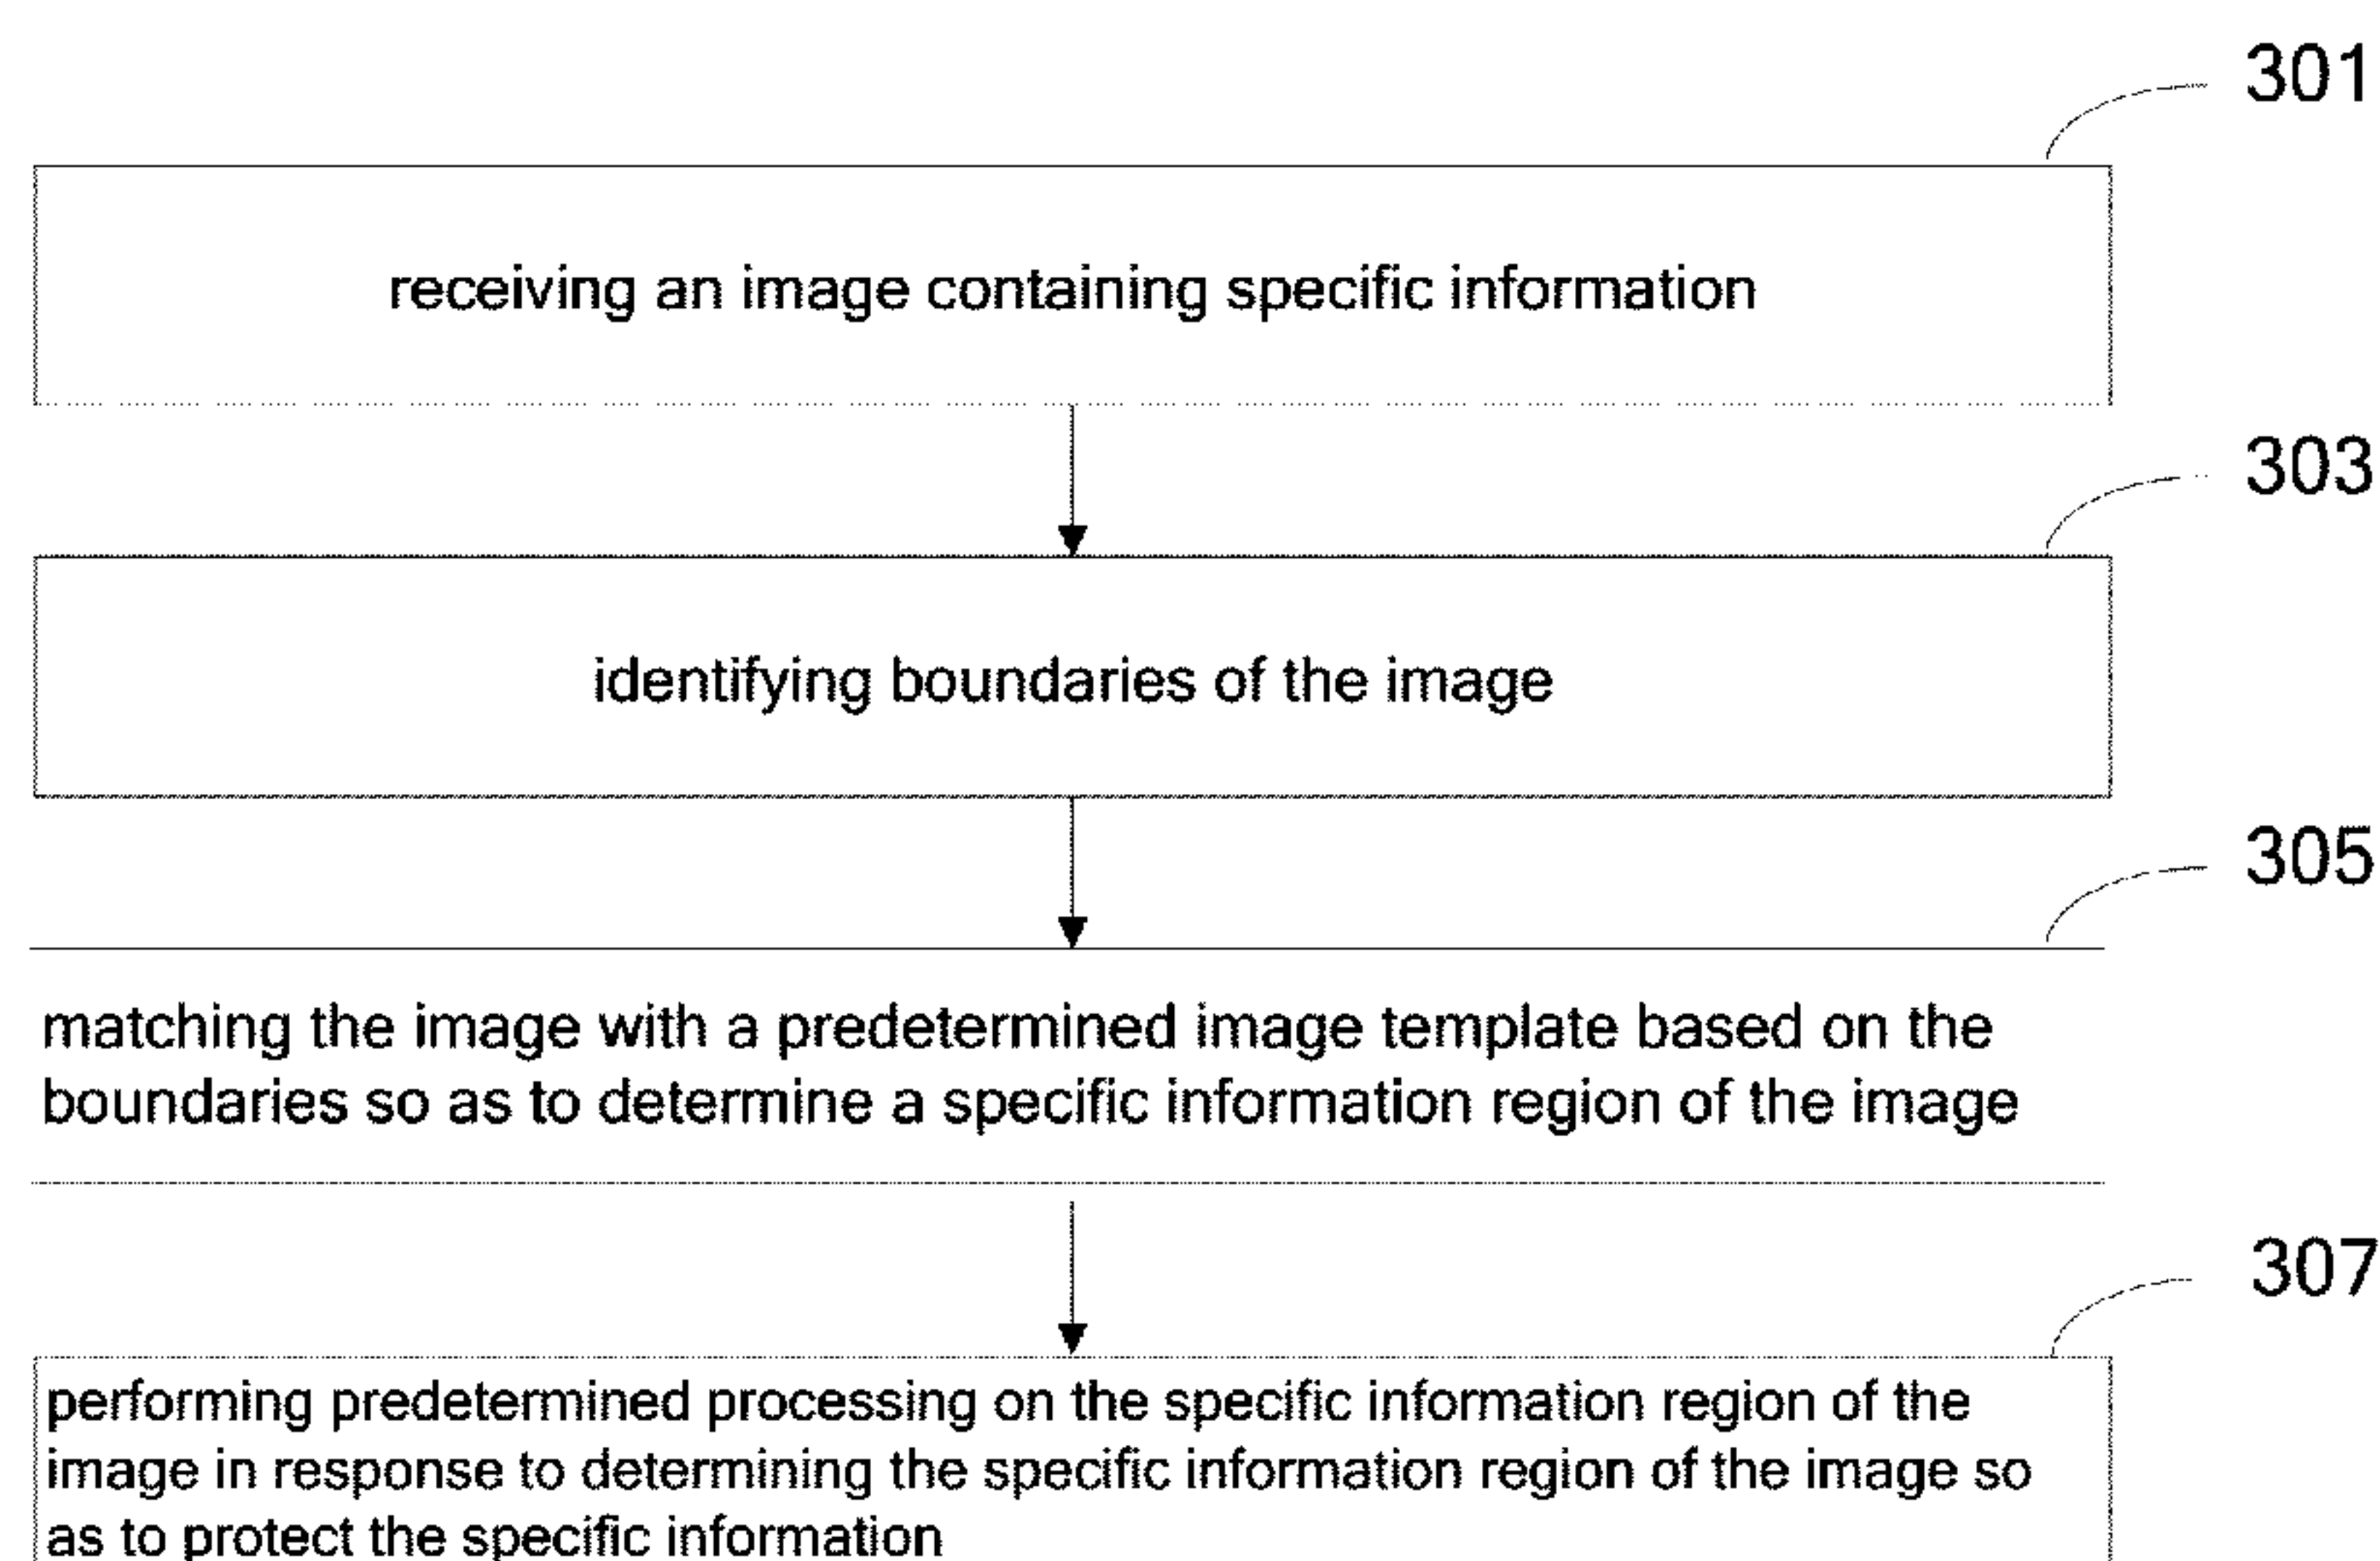 301
receiving an image containing specific information
303
identifying boundaries of the image
305
matching the image with a predetermined image template based on the
boundaries so as to determine a specific information region of the image
307
performing predetermined processing on the specific information region of the
image in response to determining the specific information region of the image so
as to protect the specific information